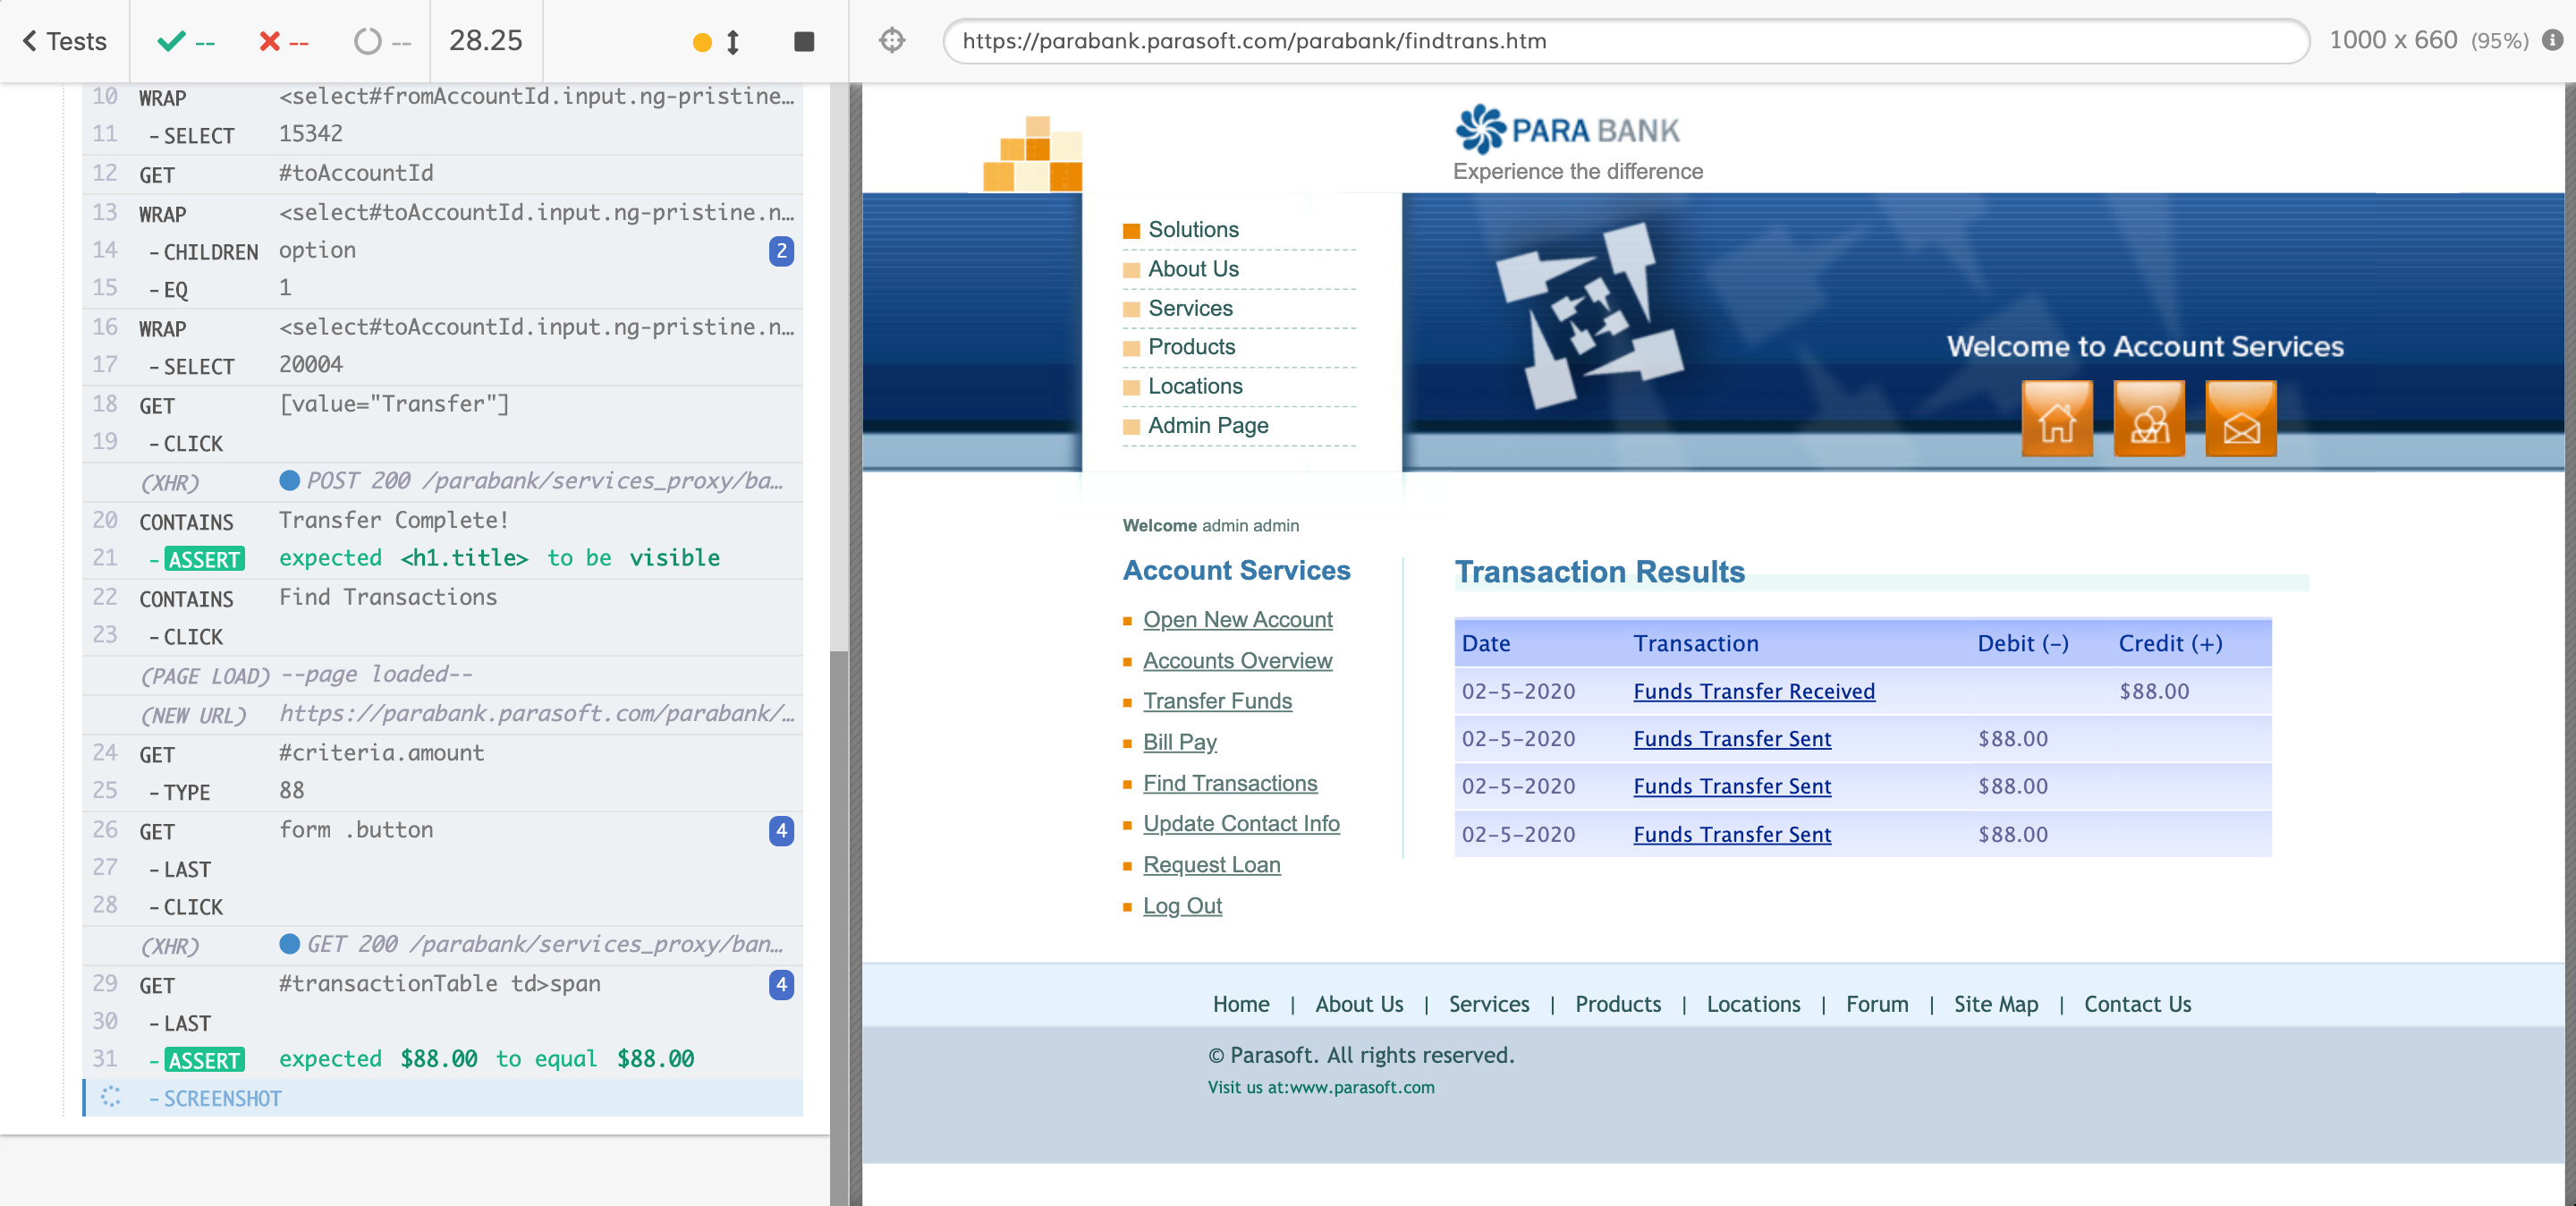 Tests -- -- -- 28.25
10 WRAP <select#fromAccountId.input.ng-pristine…
11 - SELECT 15342
12 GET #toAccountId
13 WRAP <select#toAccountId.input.ng-pristine.n…
14 - CHILDREN option 2
15 - EQ 1
16 WRAP <select#toAccountId.input.ng-pristine.n…
17 - SELECT 20004
18 GET [value="Transfer"]
19 - CLICK
(XHR) POST 200 /parabank/services_proxy/ba…
20 CONTAINS Transfer Complete!
21 - ASSERT expected <h1.title> to be visible
22 CONTAINS Find Transactions
23 - CLICK
(PAGE LOAD) --page loaded--
(NEW URL) https://parabank.parasoft.com/parabank/…
24 GET #criteria.amount
25 - TYPE 88
26 GET form .button 4
27 - LAST
28 - CLICK
(XHR) GET 200 /parabank/services_proxy/ban…
29 GET #transactionTable td>span 4
30 - LAST
31 - ASSERT expected $88.00 to equal $88.00
- SCREENSHOT
https://parabank.parasoft.com/parabank/findtrans.htm 1000 x 660 (95%)
PARA BANK
Experience the difference
Solutions
About Us
Services
Products
Locations
Admin Page
Welcome to Account Services
Welcome admin admin
Account Services
Open New Account
Accounts Overview
Transfer Funds
Bill Pay
Find Transactions
Update Contact Info
Request Loan
Log Out
Transaction Results
Date Transaction Debit (-) Credit (+)
02-5-2020 Funds Transfer Received $88.00
02-5-2020 Funds Transfer Sent $88.00
02-5-2020 Funds Transfer Sent $88.00
02-5-2020 Funds Transfer Sent $88.00
Home | About Us | Services | Products | Locations | Forum | Site Map | Contact Us
© Parasoft. All rights reserved.
Visit us at:www.parasoft.com